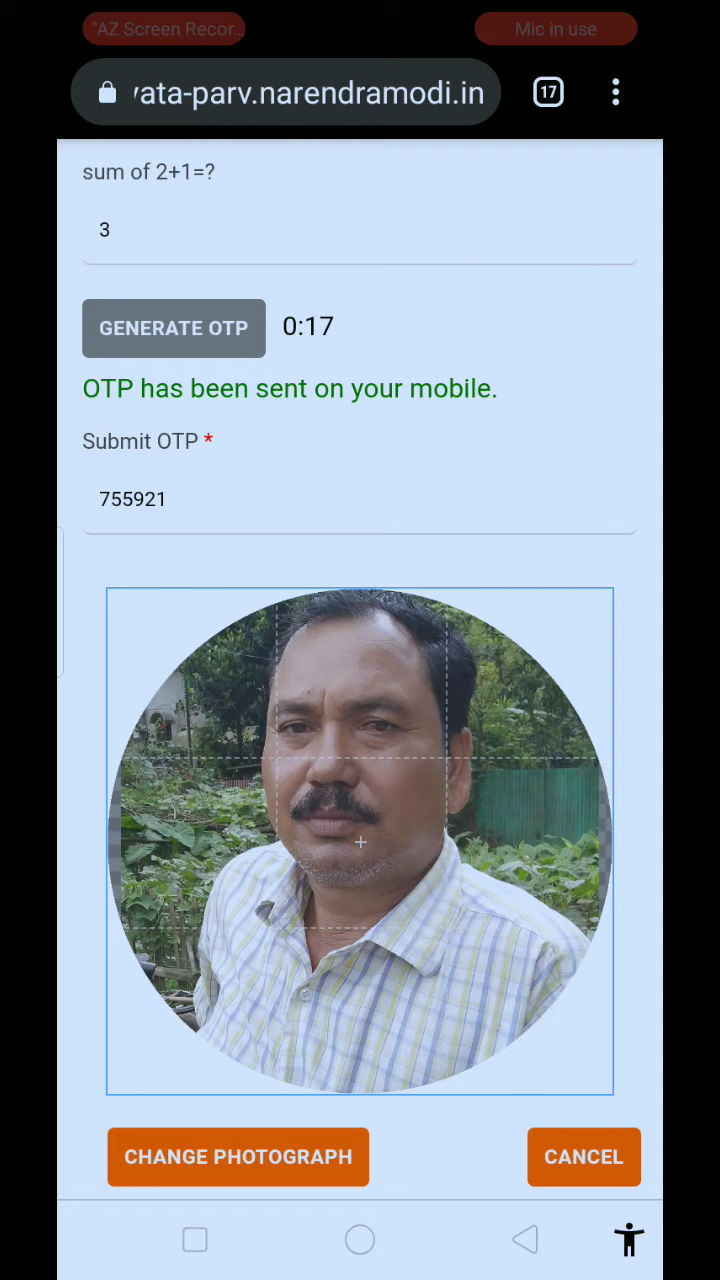 "AZ Screen Recor...
Mic in use
vata-parv.narendramodi.in
17
sum of 2+1=?
3
GENERATE OTP 0:17
OTP has been sent on your mobile.
Submit OTP *
755921
CHANGE PHOTOGRAPH
CANCEL